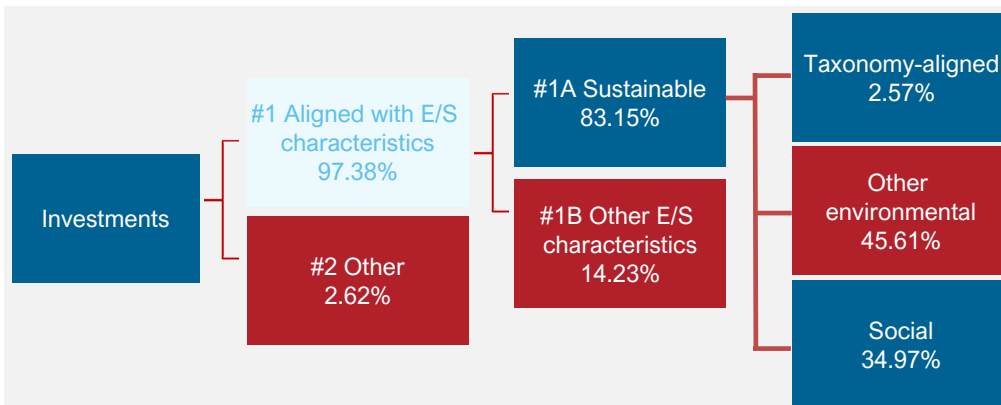 Investments
#1 Aligned with E/S
characteristics
97.38%
#2 Other
2.62%
#1A Sustainable
83.15%
#1B Other E/S
characteristics
14.23%
Taxonomy-aligned
2.57%
Other
environmental
45.61%
Social
34.97%